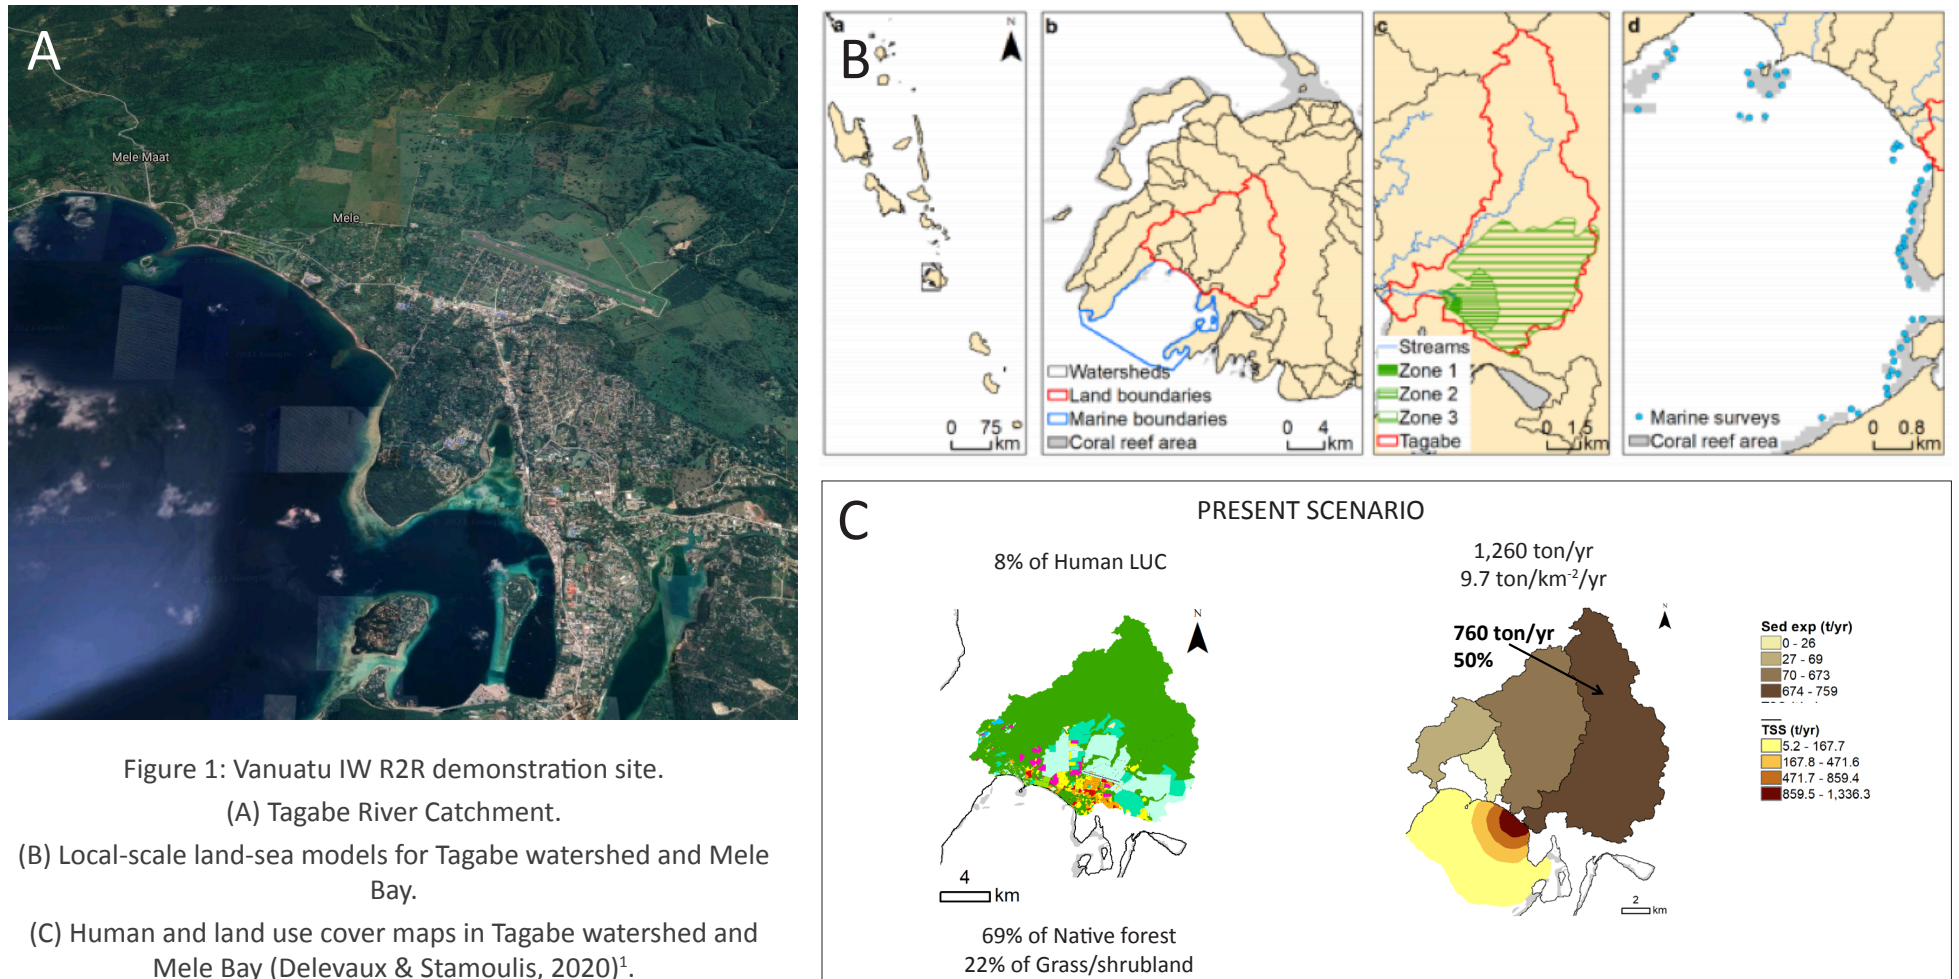 A
Mele Maat
Mele
B
a
N
0 75
km
b
Watersheds
Land boundaries
Marine boundaries
Coral reef area
0 4
km
c
Streams
Zone 1
Zone 2
Zone 3
Tagabe
0 1.5
km
d
Marine surveys
Coral reef area
0 0.8
km
C
PRESENT SCENARIO
8% of Human LUC
N
4
km
69% of Native forest
22% of Grass/shrubland
1,260 ton/yr
9.7 ton/km⁻²/yr
760 ton/yr
50%
N
2
km
Sed exp (t/yr)
0 - 26
27 - 69
70 - 673
674 - 759
TSS (t/yr)
5.2 - 167.7
167.8 - 471.6
471.7 - 859.4
859.5 - 1,336.3
Figure 1: Vanuatu IW R2R demonstration site.
(A) Tagabe River Catchment.
(B) Local-scale land-sea models for Tagabe watershed and Mele
Bay.
(C) Human and land use cover maps in Tagabe watershed and
Mele Bay (Delevaux & Stamoulis, 2020)¹.